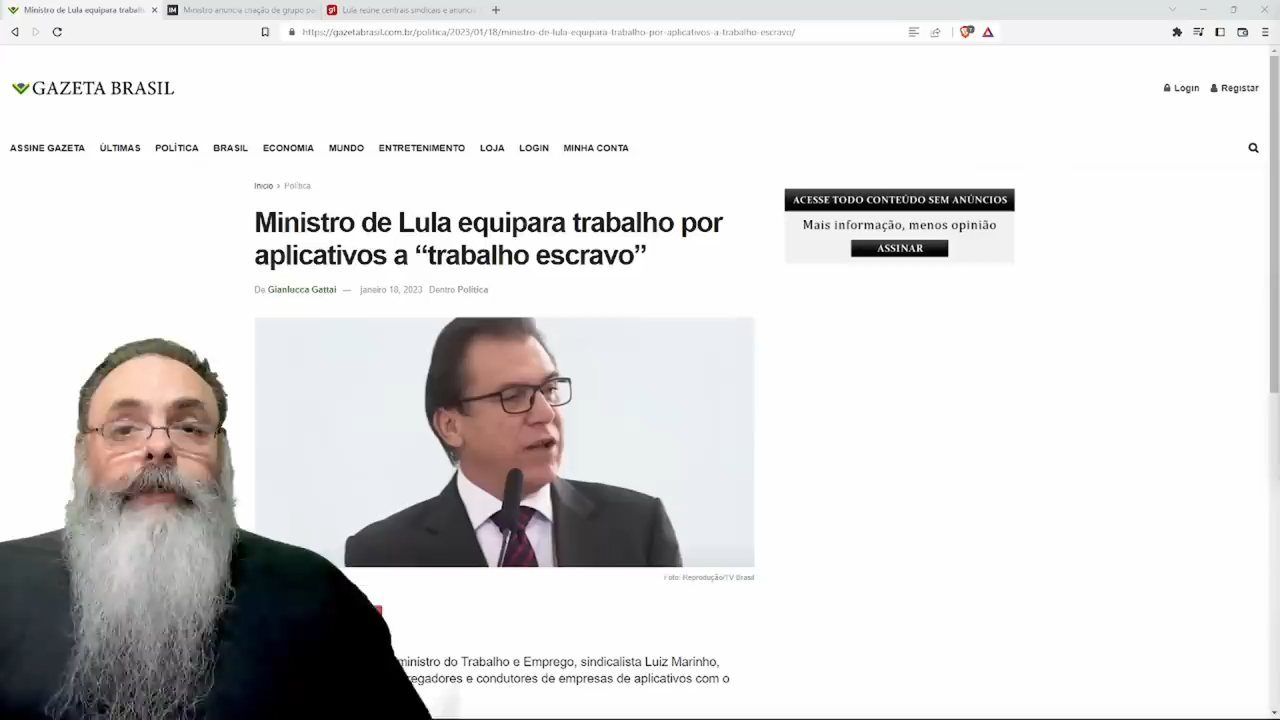 Ministro de Lula equipara trabalh
Ministro anuncia criação de grupo pa
Lula reúne centrais sindicais e anuncia
https://gazetabrasil.com.br/politica/2023/01/18/ministro-de-lula-equipara-trabalho-por-aplicativos-a-trabalho-escravo/
GAZETA BRASIL
Login Registar
ASSINE GAZETA ÚLTIMAS POLÍTICA BRASIL ECONOMIA MUNDO ENTRETENIMENTO LOJA LOGIN MINHA CONTA
Início > Política
Ministro de Lula equipara trabalho por
aplicativos a “trabalho escravo”
De Gianlucca Gattai — janeiro 18, 2023 Dentro Política
ACESSE TODO CONTEÚDO SEM ANÚNCIOS
Mais informação, menos opinião
ASSINAR
Foto: Reprodução/TV Brasil
ministro do Trabalho e Emprego, sindicalista Luiz Marinho,
regadores e condutores de empresas de aplicativos com o